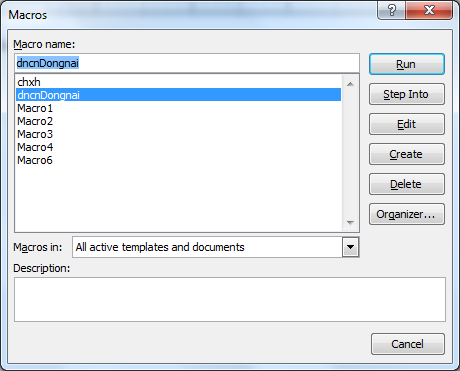 Macros
Macro name:
dncnDongnai
Run
chxh
dncnDongnai
Macro1
Macro2
Macro3
Macro4
Macro6
Step Into
Edit
Create
Delete
Organizer...
Macros in:
All active templates and documents
Description:
Cancel